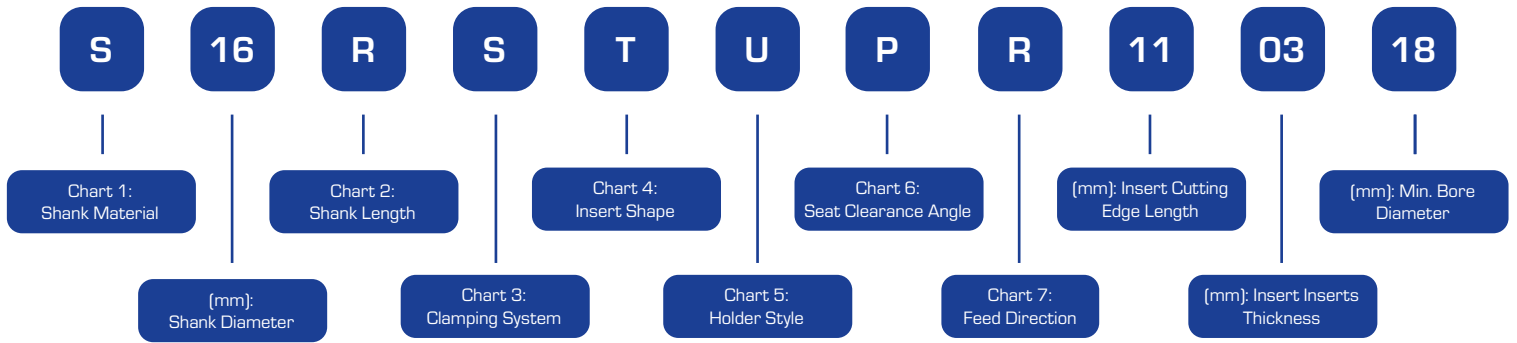 S 16 R S T U P R 11 03 18
Chart 1:
Shank Material
Chart 2:
Shank Length
Chart 4:
Insert Shape
Chart 6:
Seat Clearance Angle
(mm): Insert Cutting
Edge Length
(mm): Min. Bore
Diameter
(mm):
Shank Diameter
Chart 3:
Clamping System
Chart 5:
Holder Style
Chart 7:
Feed Direction
(mm): Insert Inserts
Thickness